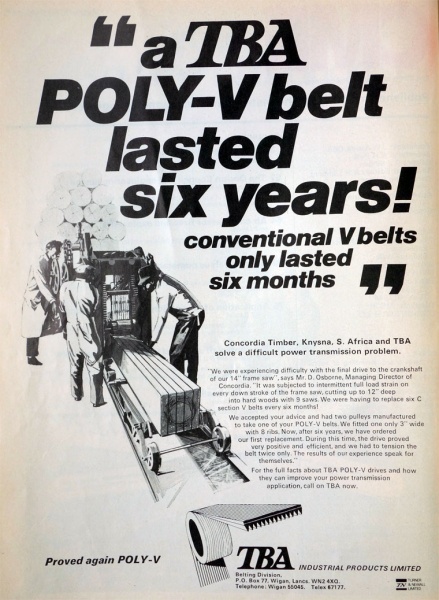 “a TBA
POLY-V belt
lasted
six years!
conventional V belts
only lasted
six months ”
Concordia Timber, Knysna, S. Africa and TBA
solve a difficult power transmission problem.
"We were experiencing difficulty with the final drive to the crankshaft
of our 14" frame saw", says Mr. D. Osborne, Managing Director of
Concordia. "It was subjected to intermittent full load strain on
every down stroke of the frame saw, cutting up to 12" deep
into hard woods with 9 saws. We were having to replace six C
section V belts every six months!
We accepted your advice and had two pulleys manufactured
to take one of your POLY-V belts. We fitted one only 3" wide
with 8 ribs. Now, after six years, we have ordered
our first replacement. During this time, the drive proved
very positive and efficient, and we had to tension the
belt twice only. The results of our experience speak for
themselves."
For the full facts about TBA POLY-V drives and how
they can improve your power transmission
application, call on TBA now.
Proved again POLY-V
TBA INDUSTRIAL PRODUCTS LIMITED
Belting Division,
P.O. Box 77, Wigan, Lancs. WN2 4XQ.
Telephone: Wigan 55045. Telex 67177.
TN TURNER
& NEWALL
LIMITED